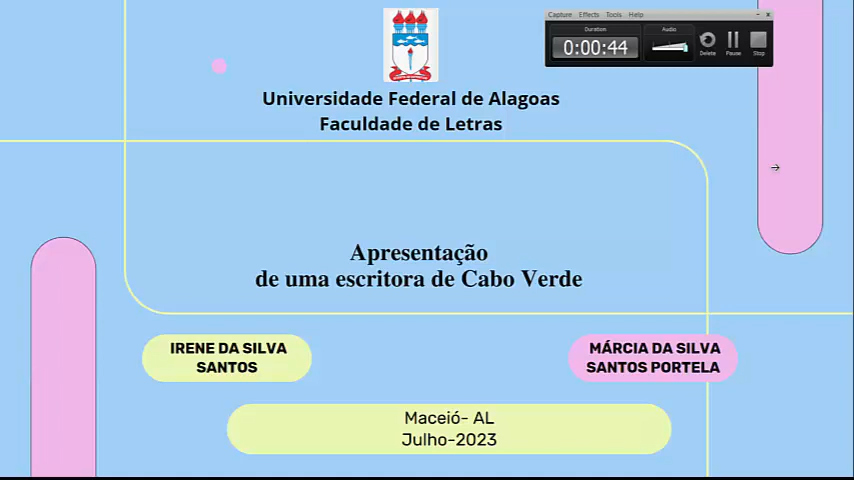 Capture Effects Tools Help
Duration
Audio
0:00:44
Delete
Pause
Stop
Universidade Federal de Alagoas
Faculdade de Letras
Apresentação
de uma escritora de Cabo Verde
IRENE DA SILVA
SANTOS
MÁRCIA DA SILVA
SANTOS PORTELA
Maceió- AL
Julho-2023